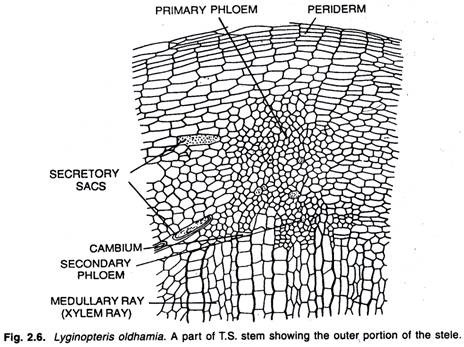 PRIMARY PHLOEM
PERIDERM
SECRETORY
SACS
CAMBIUM
SECONDARY
PHLOEM
MEDULLARY RAY
(XYLEM RAY)
Fig. 2.6. Lyginopteris oldhamia. A part of T.S. stem showing the outer portion of the stele.